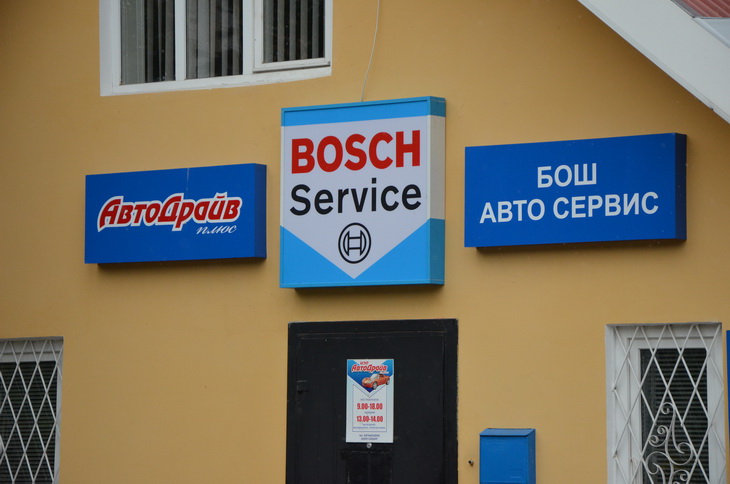 АвтоДрайв
плюс
BOSCH
Service
БОШ
АВТО СЕРВИС
АвтоДрайв
9.00-18.00
13.00-14.00